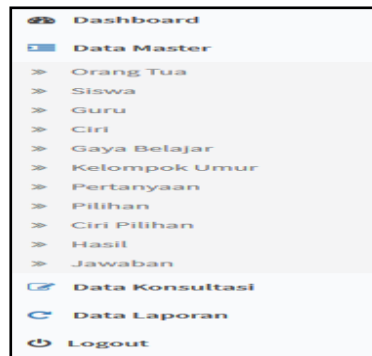 Dashboard
Data Master
Orang Tua
Siswa
Guru
Ciri
Gaya Belajar
Kelompok Umur
Pertanyaan
Pilihan
Ciri Pilihan
Hasil
Jawaban
Data Konsultasi
Data Laporan
Logout